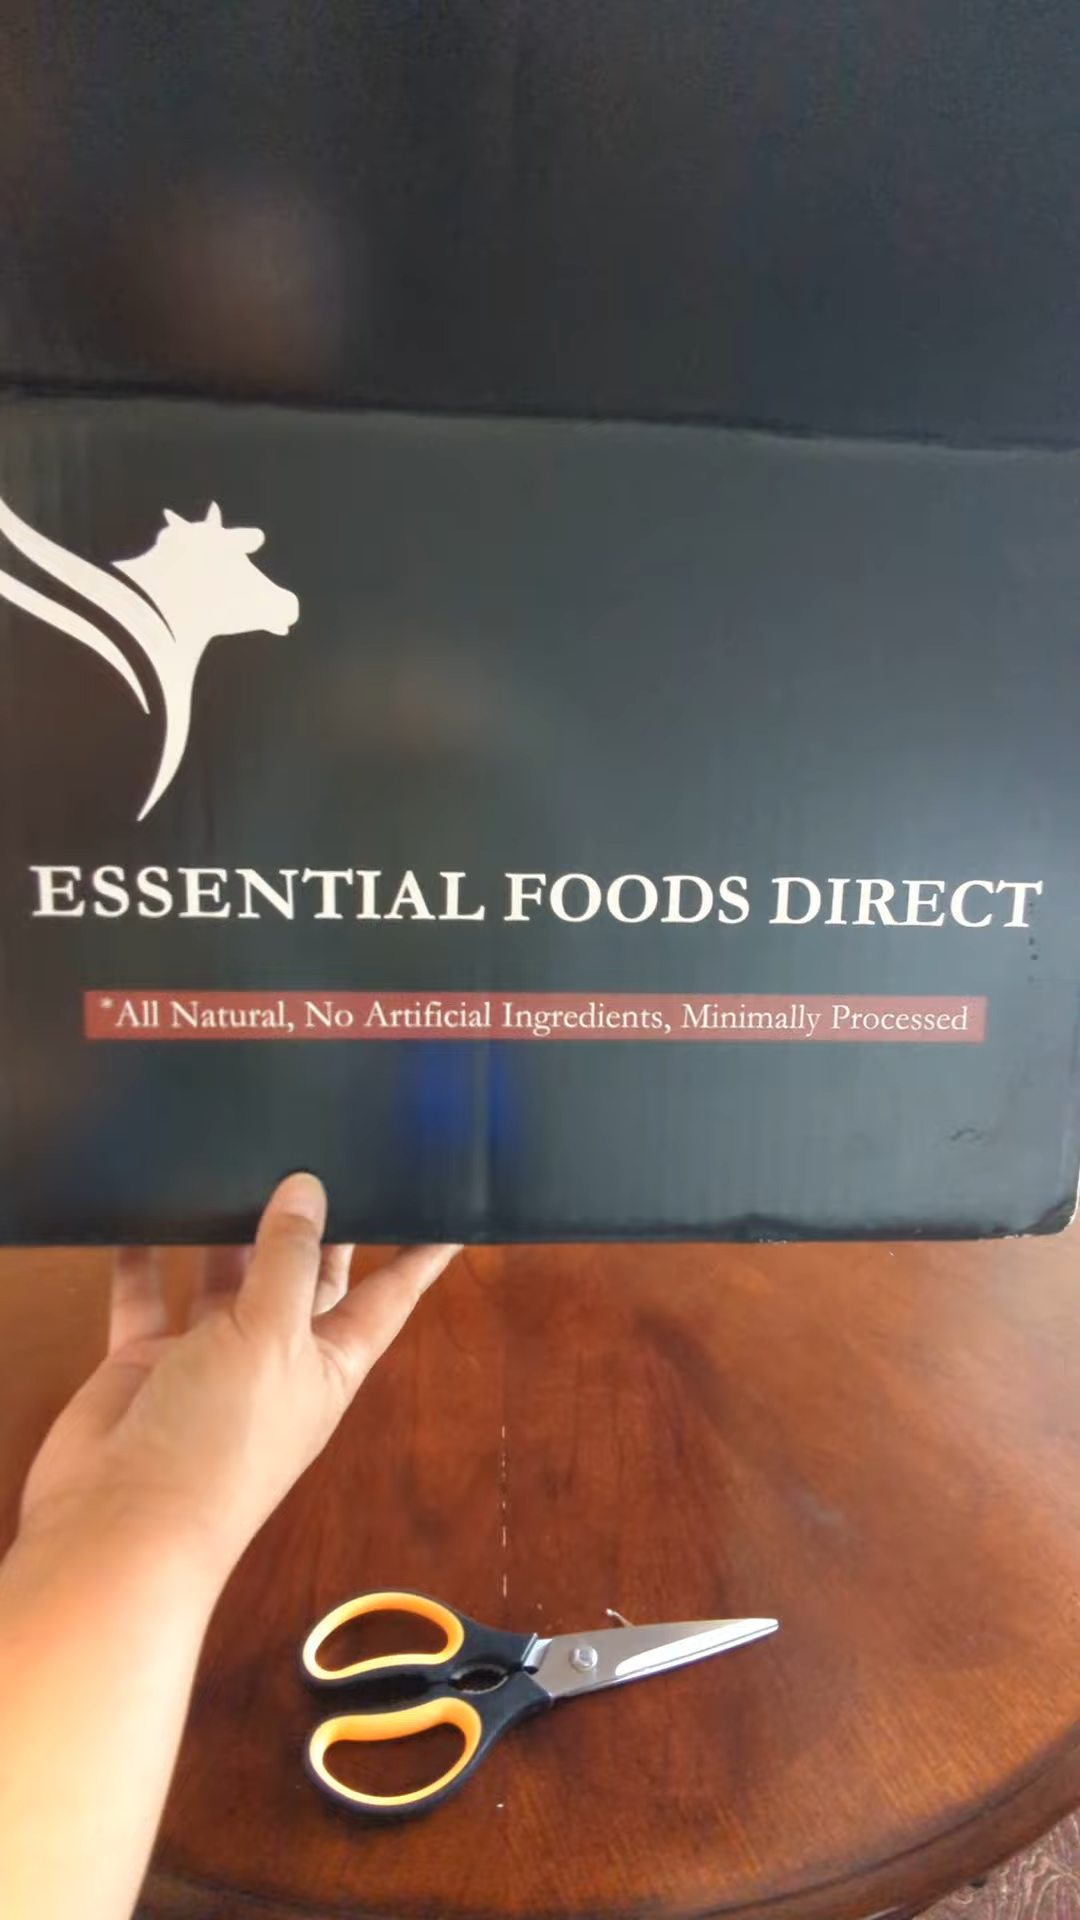 ESSENTIAL FOODS DIRECT
*All Natural, No Artificial Ingredients, Minimally Processed